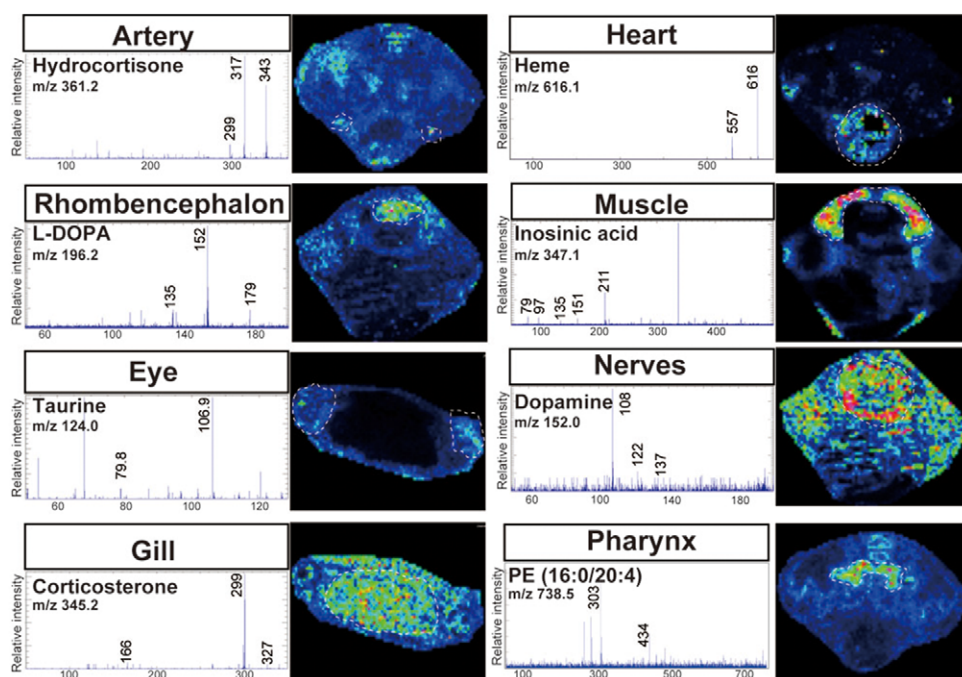 Artery
Hydrocortisone
m/z 361.2
317
343
299
Relative intensity
100
200
300
Heart
Heme
m/z 616.1
616
557
Relative intensity
100
300
400
600
Rhombencephalon
L-DOPA
m/z 196.2
152
135
179
Relative intensity
60
100
140
180
Muscle
Inosinic acid
m/z 347.1
211
79
97
135
151
Relative intensity
100
200
300
400
Eye
Taurine
m/z 124.0
106.9
79.8
Relative intensity
60
80
100
120
Nerves
Dopamine
m/z 152.0
108
122
137
Relative intensity
60
100
140
180
Gill
Corticosterone
m/z 345.2
299
166
327
Relative intensity
100
200
300
Pharynx
PE (16:0/20:4)
m/z 738.5
303
434
Relative intensity
100
300
500
700